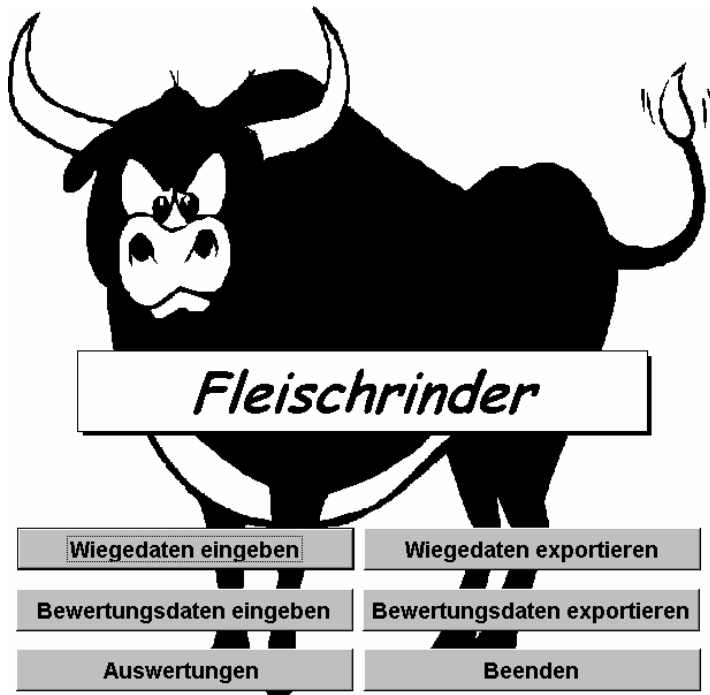 Fleischrinder
Wiegedaten eingeben
Wiegedaten exportieren
Bewertungsdaten eingeben
Bewertungsdaten exportieren
Auswertungen
Beenden